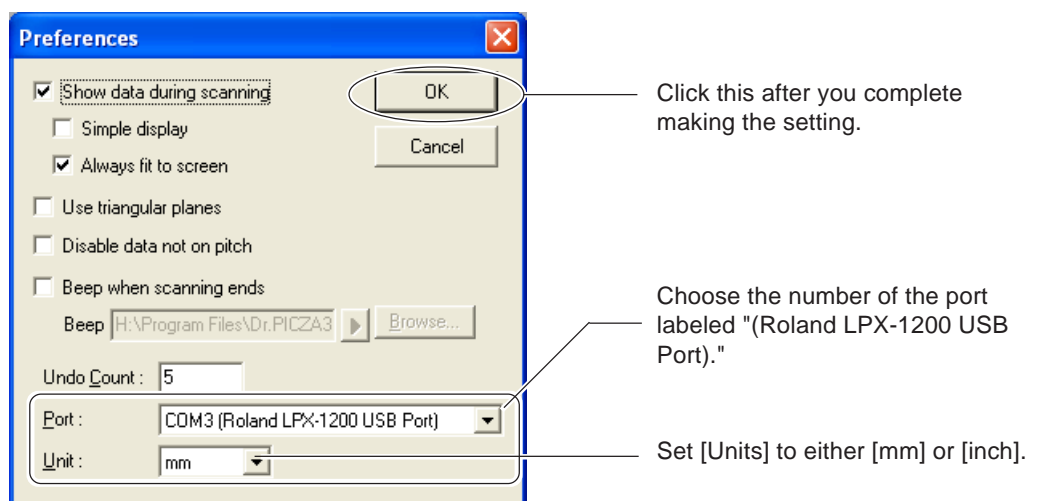 Preferences
Show data during scanning
OK
Click this after you complete
making the setting.
Simple display
Cancel
Always fit to screen
Use triangular planes
Disable data not on pitch
Beep when scanning ends
Beep H:\Program Files\Dr.PICZA3 Browse...
Choose the number of the port
labeled "(Roland LPX-1200 USB
Port)."
Undo Count : 5
Port : COM3 (Roland LPX-1200 USB Port)
Unit : mm
Set [Units] to either [mm] or [inch].